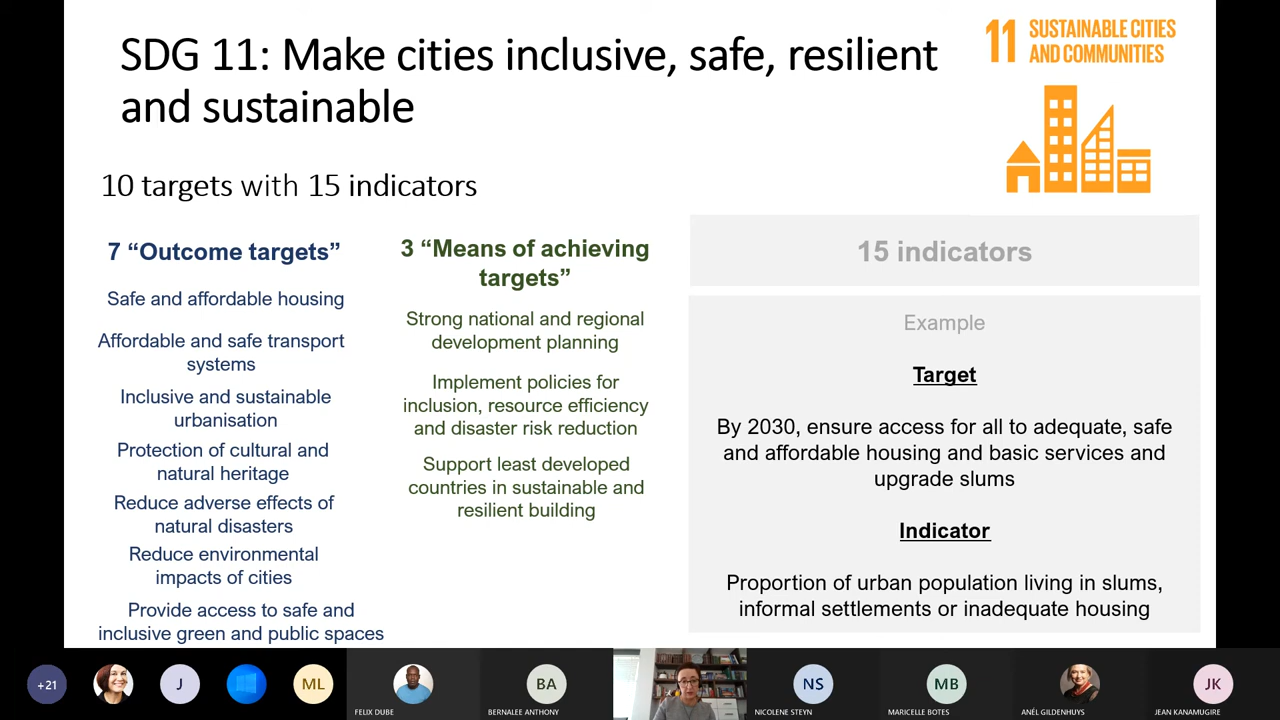 SDG 11: Make cities inclusive, safe, resilient
and sustainable
11 SUSTAINABLE CITIES
AND COMMUNITIES
10 targets with 15 indicators
7 “Outcome targets”
Safe and affordable housing
Affordable and safe transport
systems
Inclusive and sustainable
urbanisation
Protection of cultural and
natural heritage
Reduce adverse effects of
natural disasters
Reduce environmental
impacts of cities
Provide access to safe and
inclusive green and public spaces
3 “Means of achieving
targets”
Strong national and regional
development planning
Implement policies for
inclusion, resource efficiency
and disaster risk reduction
Support least developed
countries in sustainable and
resilient building
15 indicators
Example
Target
By 2030, ensure access for all to adequate, safe
and affordable housing and basic services and
upgrade slums
Indicator
Proportion of urban population living in slums,
informal settlements or inadequate housing
+21
J
ML
FELIX DUBE
BA
BERNALEE ANTHONY
NS
NICOLENE STEYN
MB
MARICELLE BOTES
ANÉL GILDENHUYS
JK
JEAN KANAMUGIRE